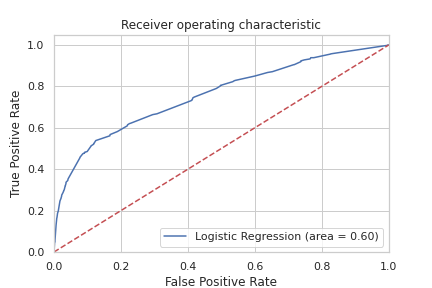 Receiver operating characteristic
True Positive Rate
1.0
0.8
0.6
0.4
0.2
0.0
Logistic Regression (area = 0.60)
0.0 0.2 0.4 0.6 0.8 1.0
False Positive Rate